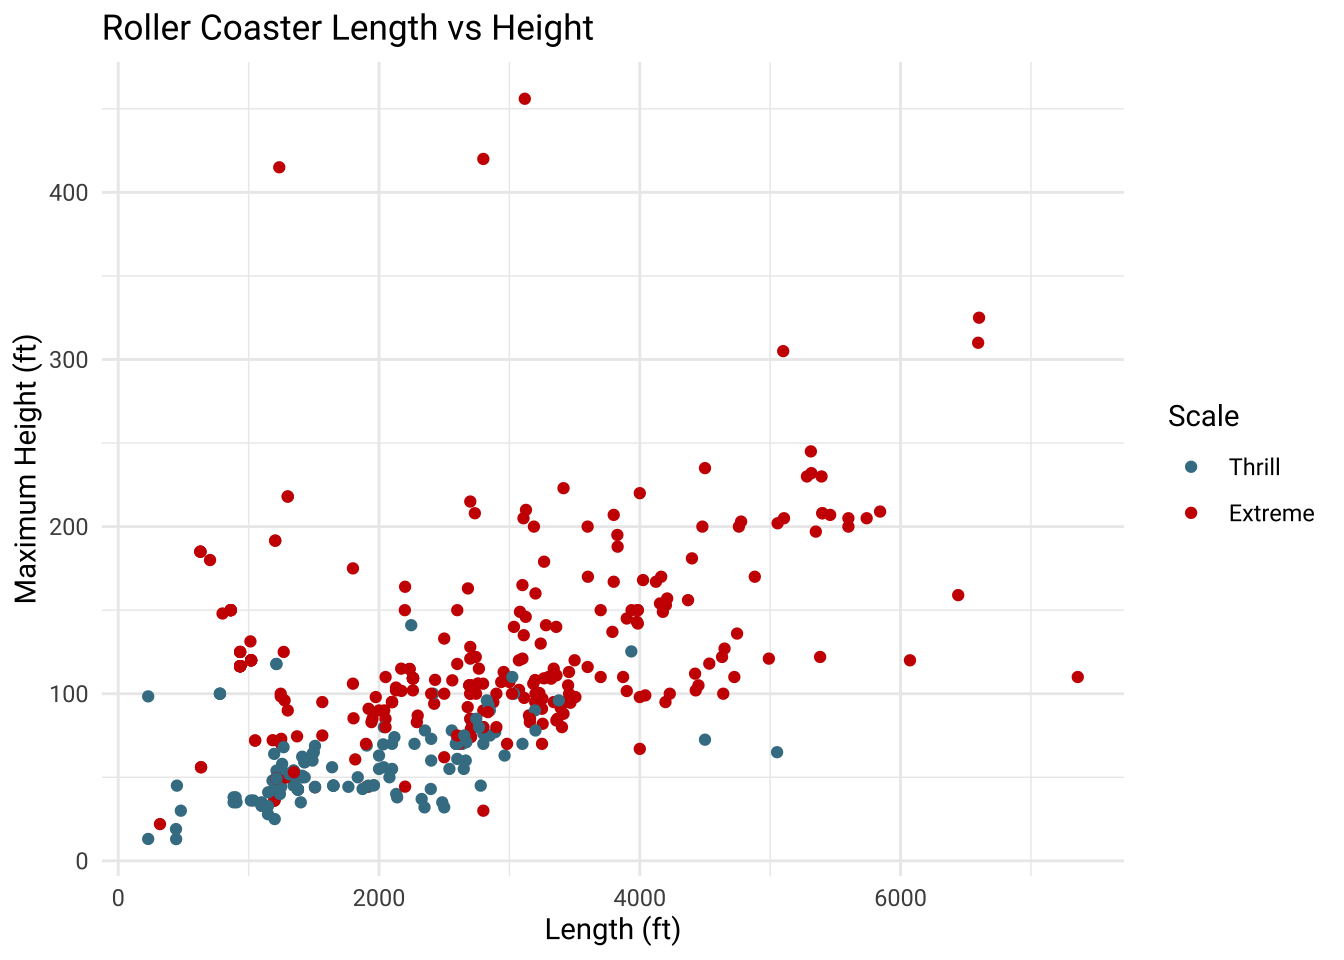 Roller Coaster Length vs Height
Maximum Height (ft)
400
300
200
100
0
0 2000 4000 6000
Length (ft)
Scale
Thrill
Extreme